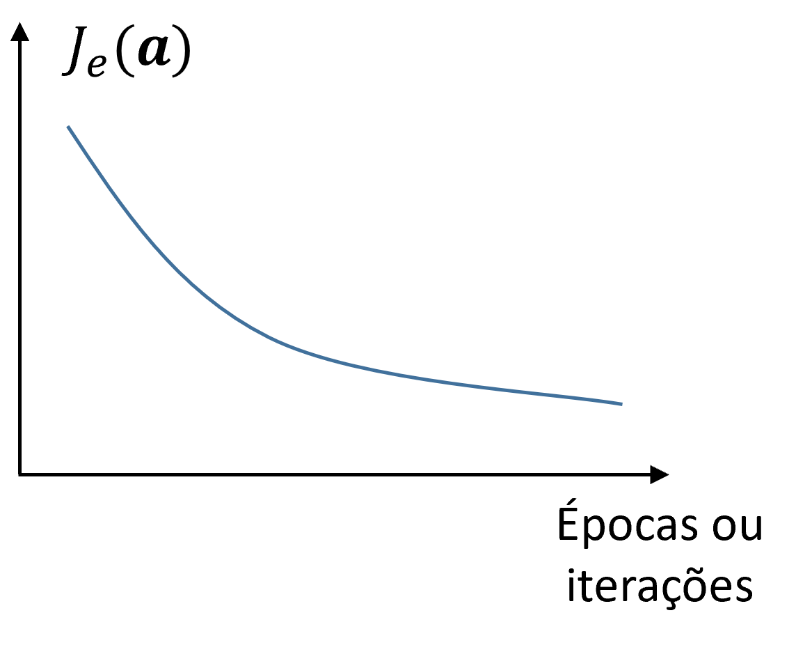 Jₑ(𝒂)
Épocas ou
iterações